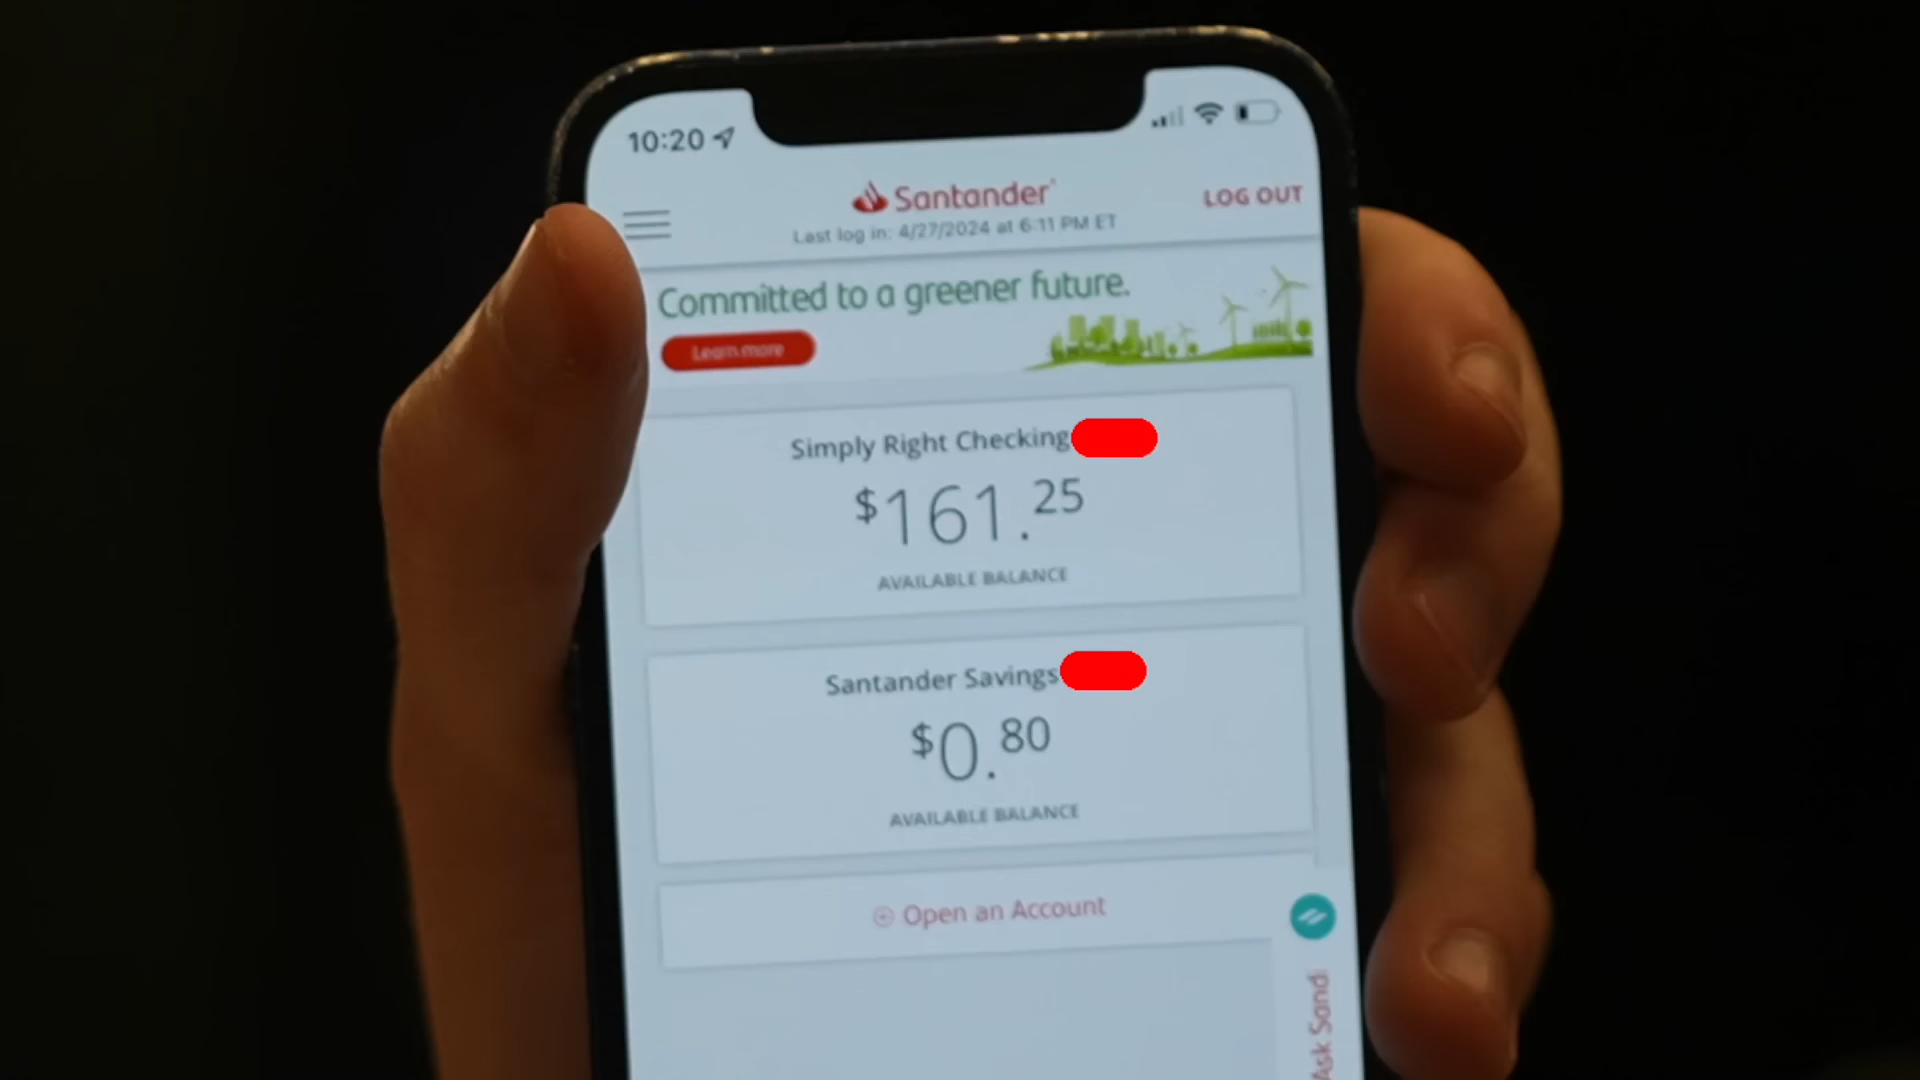 10:20
Santander
LOG OUT
Last log in: 4/27/2024 at 6:11 PM ET
Committed to a greener future.
Learn more
Simply Right Checking
$161.25
AVAILABLE BALANCE
Santander Savings
$0.80
AVAILABLE BALANCE
Open an Account
Ask Sand